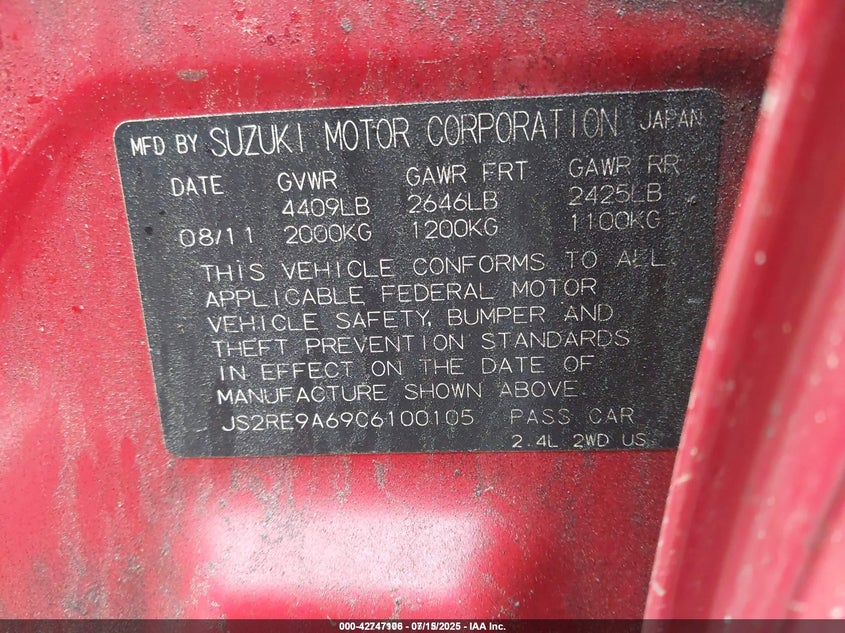 MFD BY SUZUKI MOTOR CORPORATION JAPAN
DATE GVWR GAWR FRT GAWR RR
4409LB 2646LB 2425LB
08/11 2000KG 1200KG 1100KG
THIS VEHICLE CONFORMS TO ALL
APPLICABLE FEDERAL MOTOR
VEHICLE SAFETY, BUMPER AND
THEFT PREVENTION STANDARDS
IN EFFECT ON THE DATE OF
MANUFACTURE SHOWN ABOVE.
JS2RE9A69C6100105 PASS CAR
2.4L 2WD US
IAA Inc.